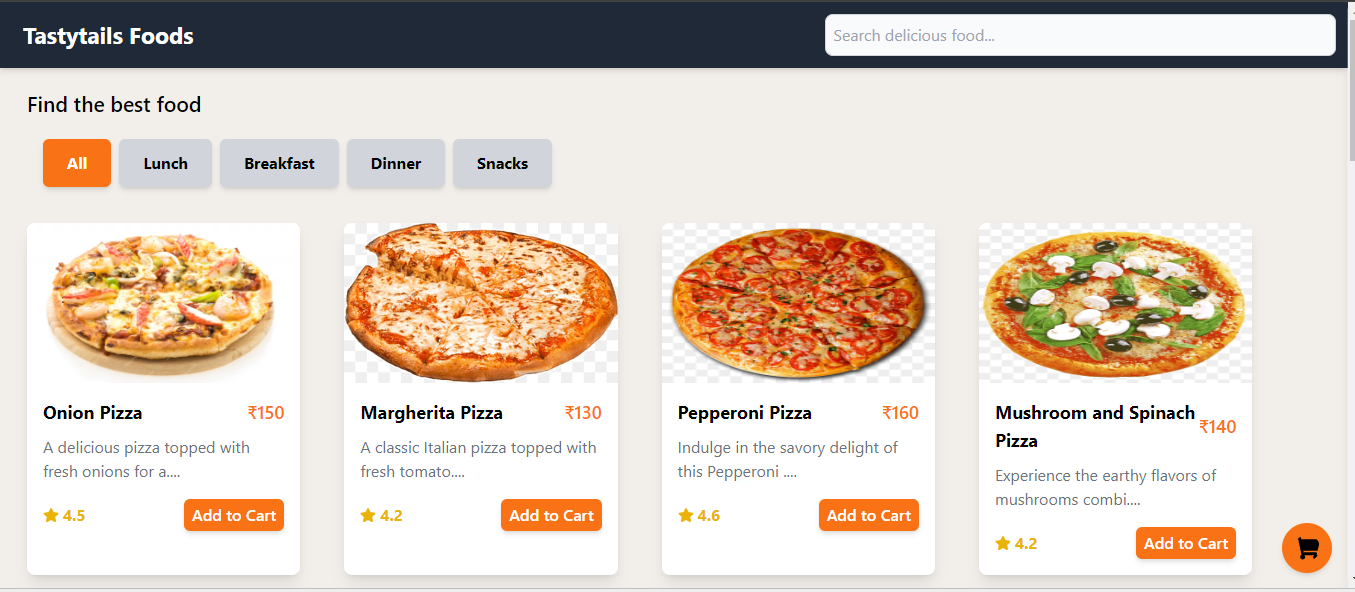 Tastytails Foods
Search delicious food...
Find the best food
All
Lunch
Breakfast
Dinner
Snacks
Onion Pizza
₹150
A delicious pizza topped with
fresh onions for a....
4.5
Add to Cart
Margherita Pizza
₹130
A classic Italian pizza topped with
fresh tomato....
4.2
Add to Cart
Pepperoni Pizza
₹160
Indulge in the savory delight of
this Pepperoni ....
4.6
Add to Cart
Mushroom and Spinach
Pizza
₹140
Experience the earthy flavors of
mushrooms combi....
4.2
Add to Cart